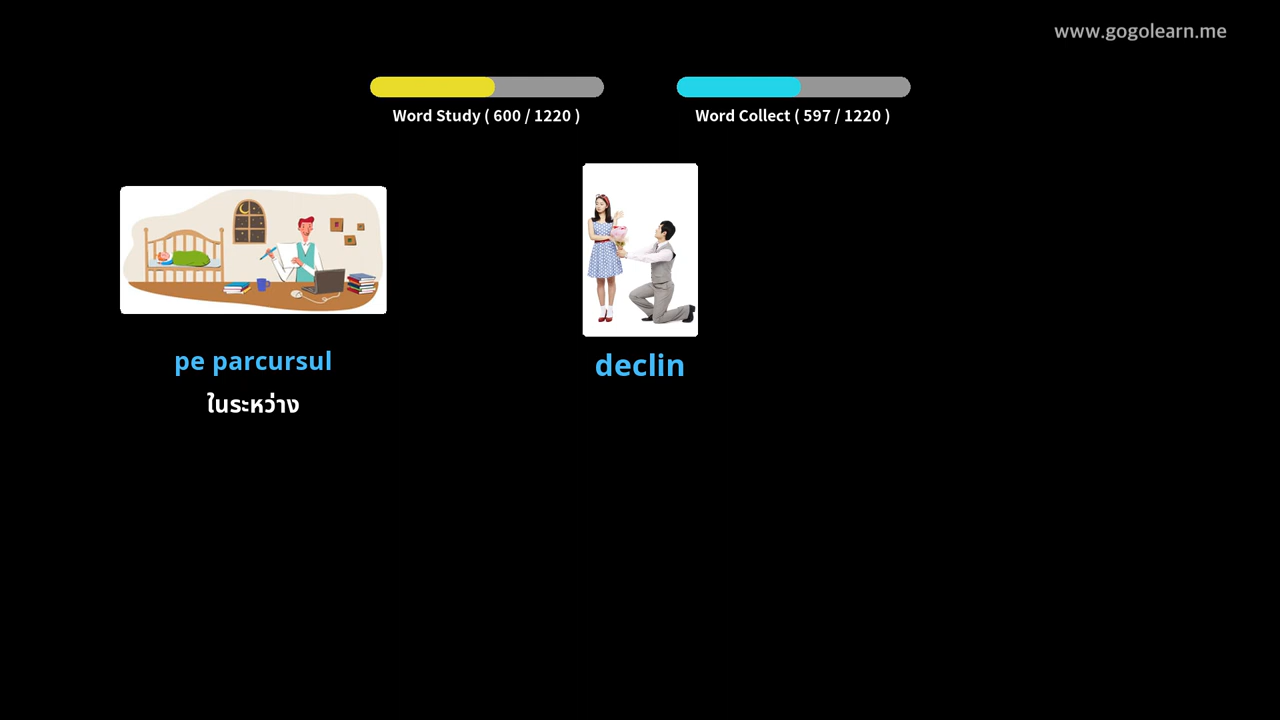 www.gogolearn.me
Word Study ( 600 / 1220 )
Word Collect ( 597 / 1220 )
pe parcursul
ในระหว่าง
declin